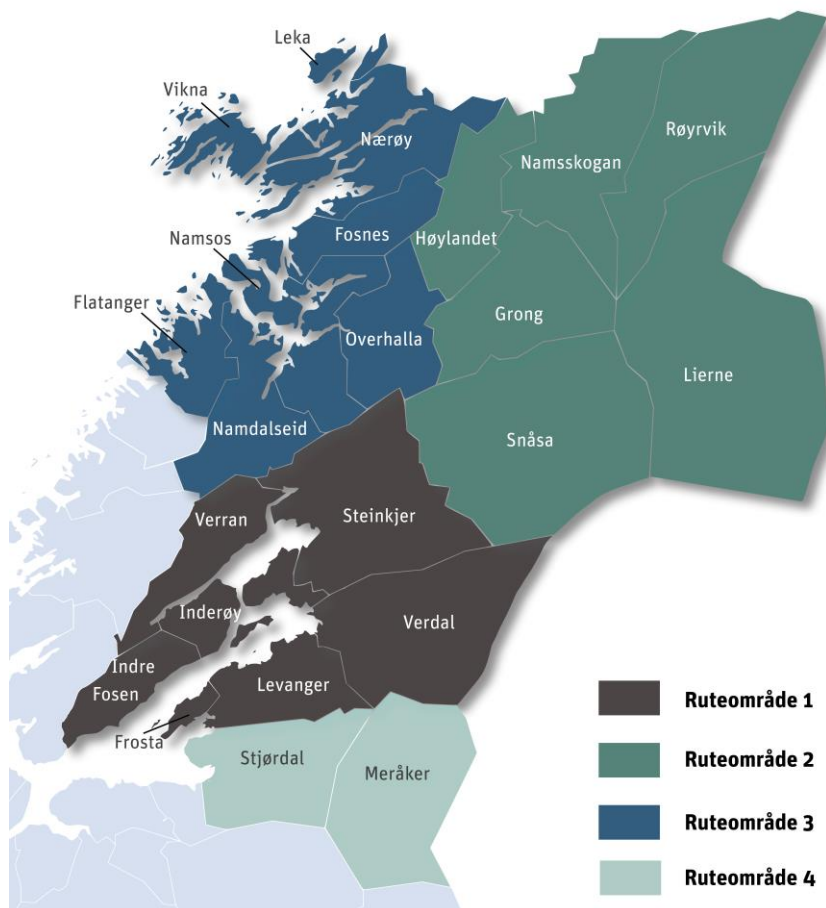 Leka
Vikna
Nærøy
Røyrvik
Namsskogan
Fosnes
Namsos
Høylandet
Flatanger
Grong
Overhalla
Lierne
Namdalseid
Snåsa
Verran
Steinkjer
Inderøy
Verdal
Indre
Fosen
Levanger
Frosta
Stjørdal
Meråker
Ruteområde 1
Ruteområde 2
Ruteområde 3
Ruteområde 4